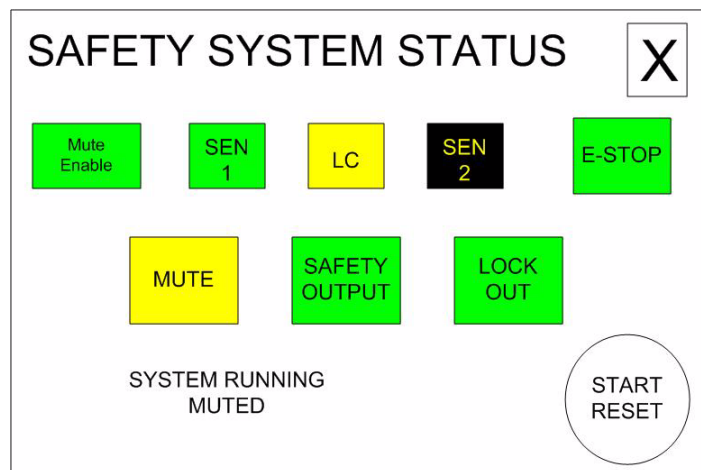 SAFETY SYSTEM STATUS
X
Mute
Enable
SEN
1
LC
SEN
2
E-STOP
MUTE
SAFETY
OUTPUT
LOCK
OUT
SYSTEM RUNNING
MUTED
START
RESET